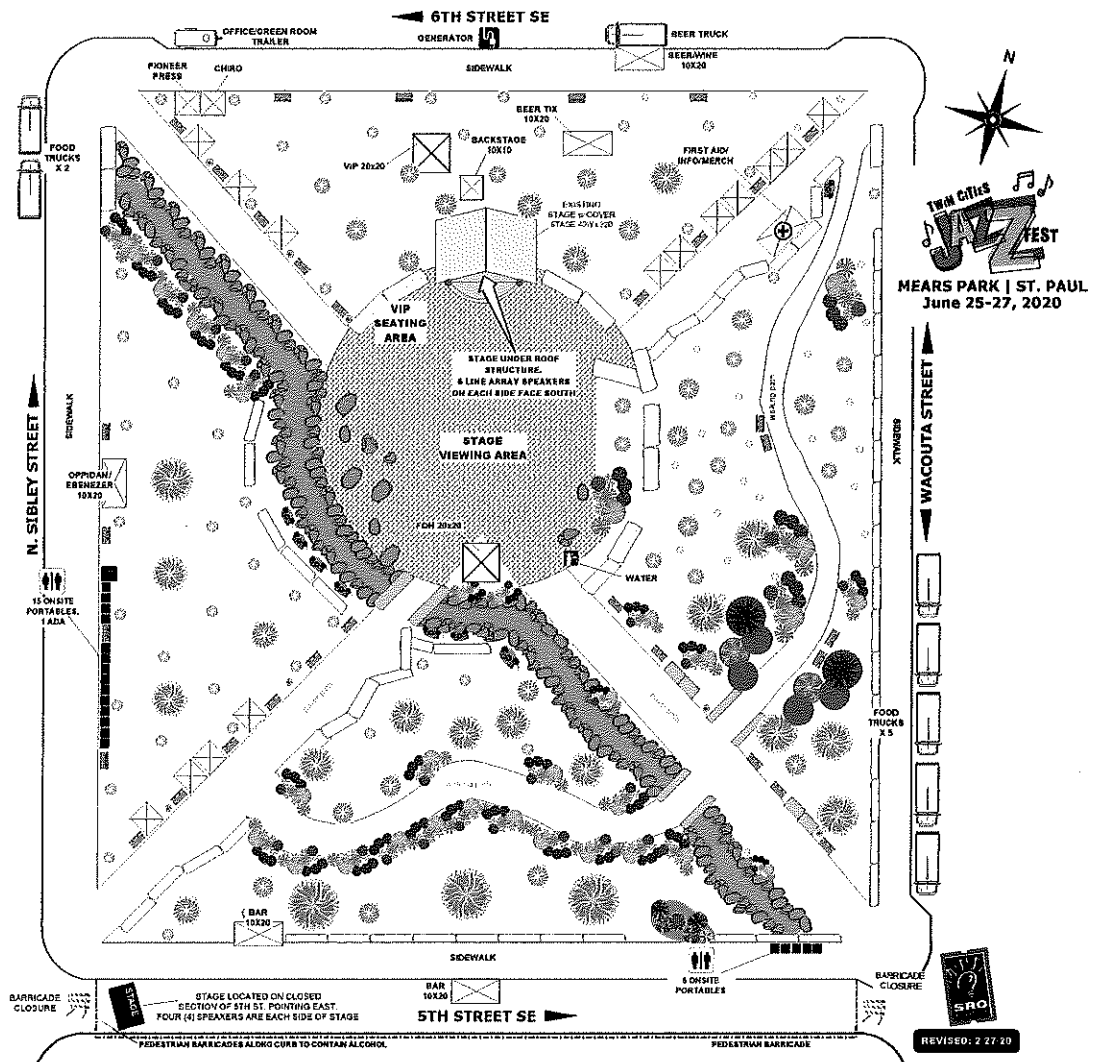 6TH STREET SE
OFFICE/GREEN ROOM
TRAILER
GENERATOR
BEER TRUCK
SIDEWALK
BEER/WINE
10X20
PIONEER
PRESS
CHIRO
N
FOOD
TRUCKS
X 2
BEER TIX
10X20
BACKSTAGE
10X10
VIP 20x20
FIRST AID/
INFO/MERCH
EXISTING
STAGE w/COVER
TWIN CITIES
JAZZ
FEST
MEARS PARK | ST. PAUL
June 25-27, 2020
VIP
SEATING
AREA
STAGE UNDER ROOF
STRUCTURE.
6 LINE ARRAY SPEAKERS
ON EACH SIDE FACE SOUTH
STAGE
VIEWING AREA
N. SIBLEY STREET
SIDEWALK
walking path
SIDEWALK
WACOUTA STREET
OPPIDAN/
EBENEZER
10X20
FOH 20x20
WATER
15 ONSITE
PORTABLES,
1 ADA
FOOD
TRUCKS
X 5
BAR
10X20
SIDEWALK
6 ONSITE
PORTABLES
BARRICADE
CLOSURE
STAGE
STAGE LOCATED ON CLOSED
SECTION OF 5TH ST. POINTING EAST.
FOUR (4) SPEAKERS ARE EACH SIDE OF STAGE
BAR
10X20
5TH STREET SE
BARRICADE
CLOSURE
SRO
PEDESTRIAN BARRICADES ALONG CURB TO CONTAIN ALCOHOL
PEDESTRIAN BARRICADE
REVISED: 2-27-20